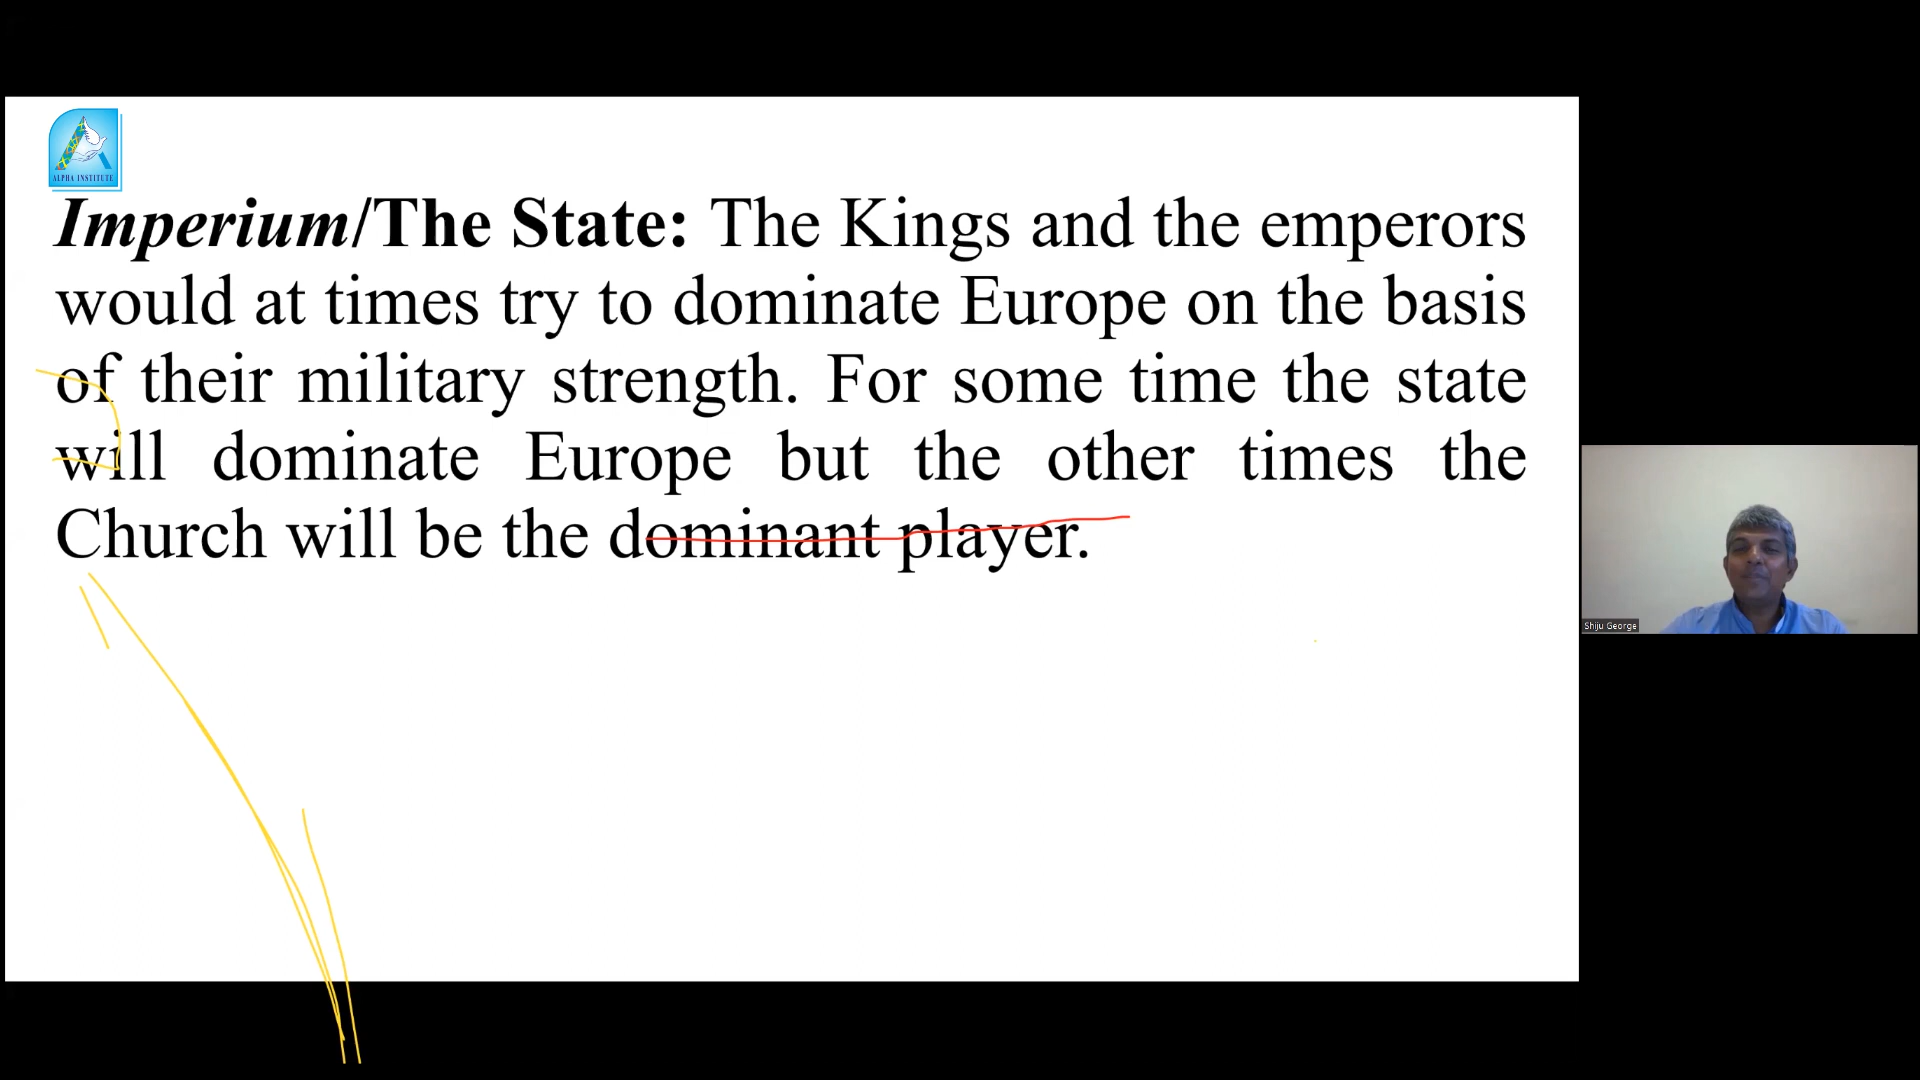 ALPHA INSTITUTE
Imperium/The State: The Kings and the emperors
would at times try to dominate Europe on the basis
of their military strength. For some time the state
will dominate Europe but the other times the
Church will be the dominant player.
Shiju George